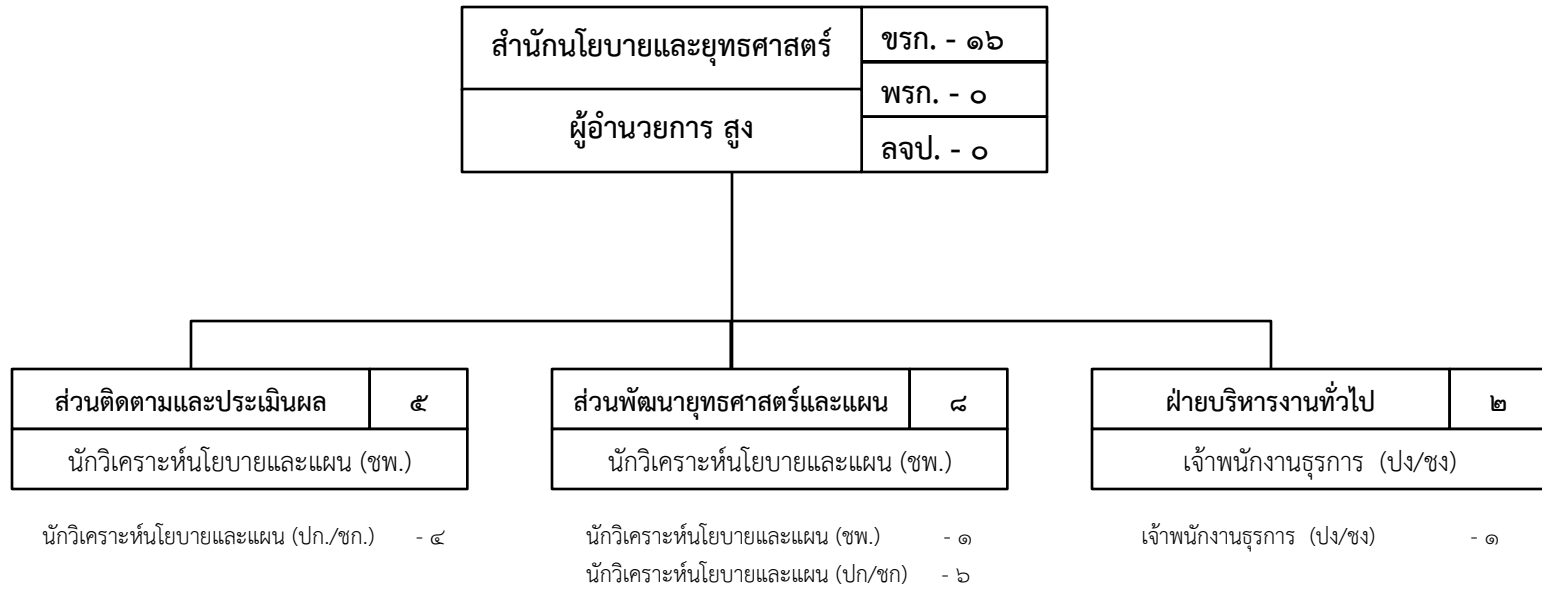 สำนักนโยบายและยุทธศาสตร์
ขรก. - ๑๖
พรก. - ๐
ผู้อำนวยการ สูง
ลจป. - ๐
ส่วนติดตามและประเมินผล ๕
นักวิเคราะห์นโยบายและแผน (ชพ.)
นักวิเคราะห์นโยบายและแผน (ปก./ชก.) - ๔
ส่วนพัฒนายุทธศาสตร์และแผน ๘
นักวิเคราะห์นโยบายและแผน (ชพ.)
นักวิเคราะห์นโยบายและแผน (ชพ.) - ๑
นักวิเคราะห์นโยบายและแผน (ปก/ชก) - ๖
ฝ่ายบริหารงานทั่วไป ๒
เจ้าพนักงานธุรการ (ปง/ชง)
เจ้าพนักงานธุรการ (ปง/ชง) - ๑